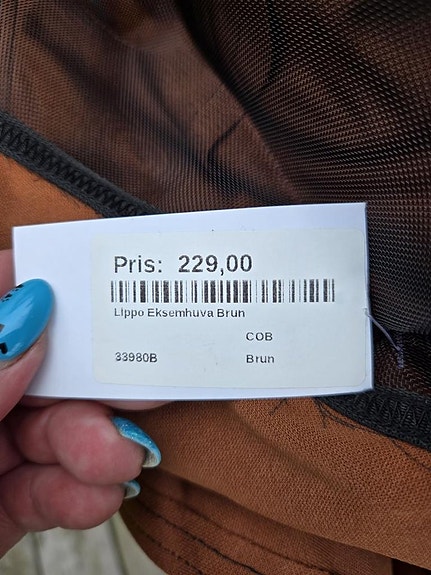 Pris: 229,00
Lippo Eksemhuva Brun
COB
33980B Brun